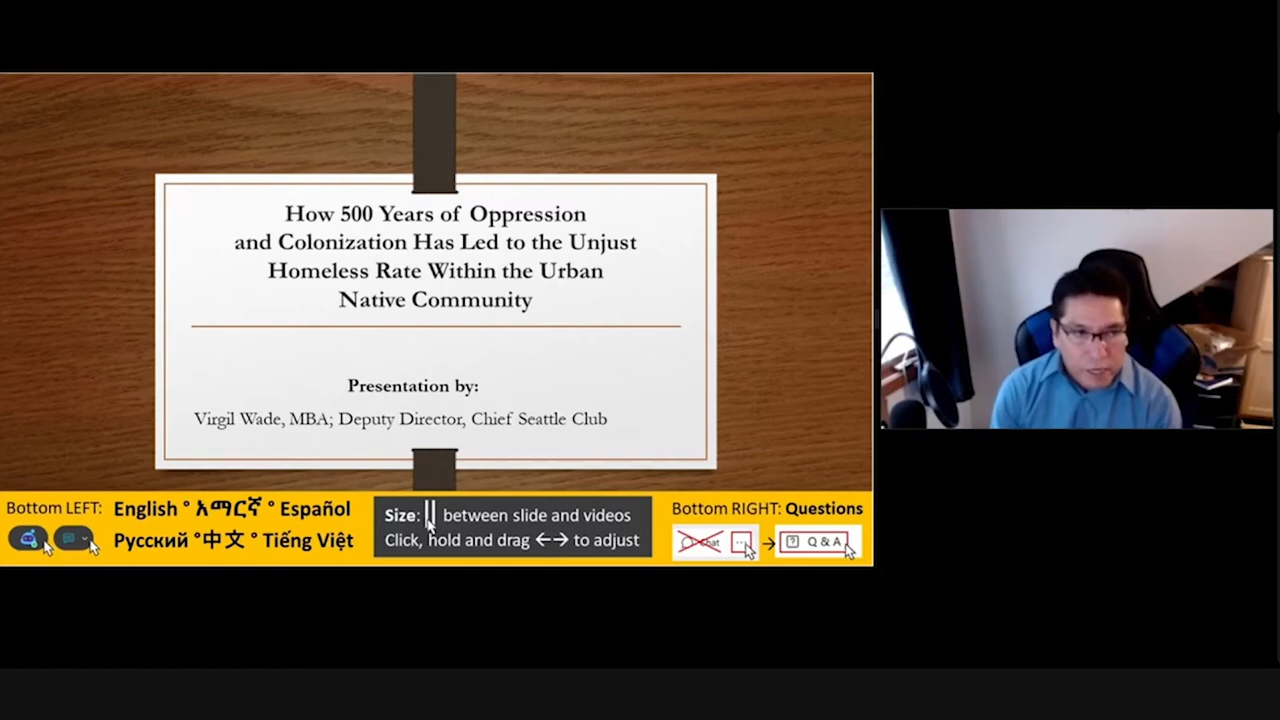 How 500 Years of Oppression
and Colonization Has Led to the Unjust
Homeless Rate Within the Urban
Native Community
Presentation by:
Virgil Wade, MBA; Deputy Director, Chief Seattle Club
Bottom LEFT: English ° አማርኛ ° Español
Русский °中文 ° Tiếng Việt
Size: || between slide and videos
Click, hold and drag ←→ to adjust
Bottom RIGHT: Questions
Chat ... → ? Q & A